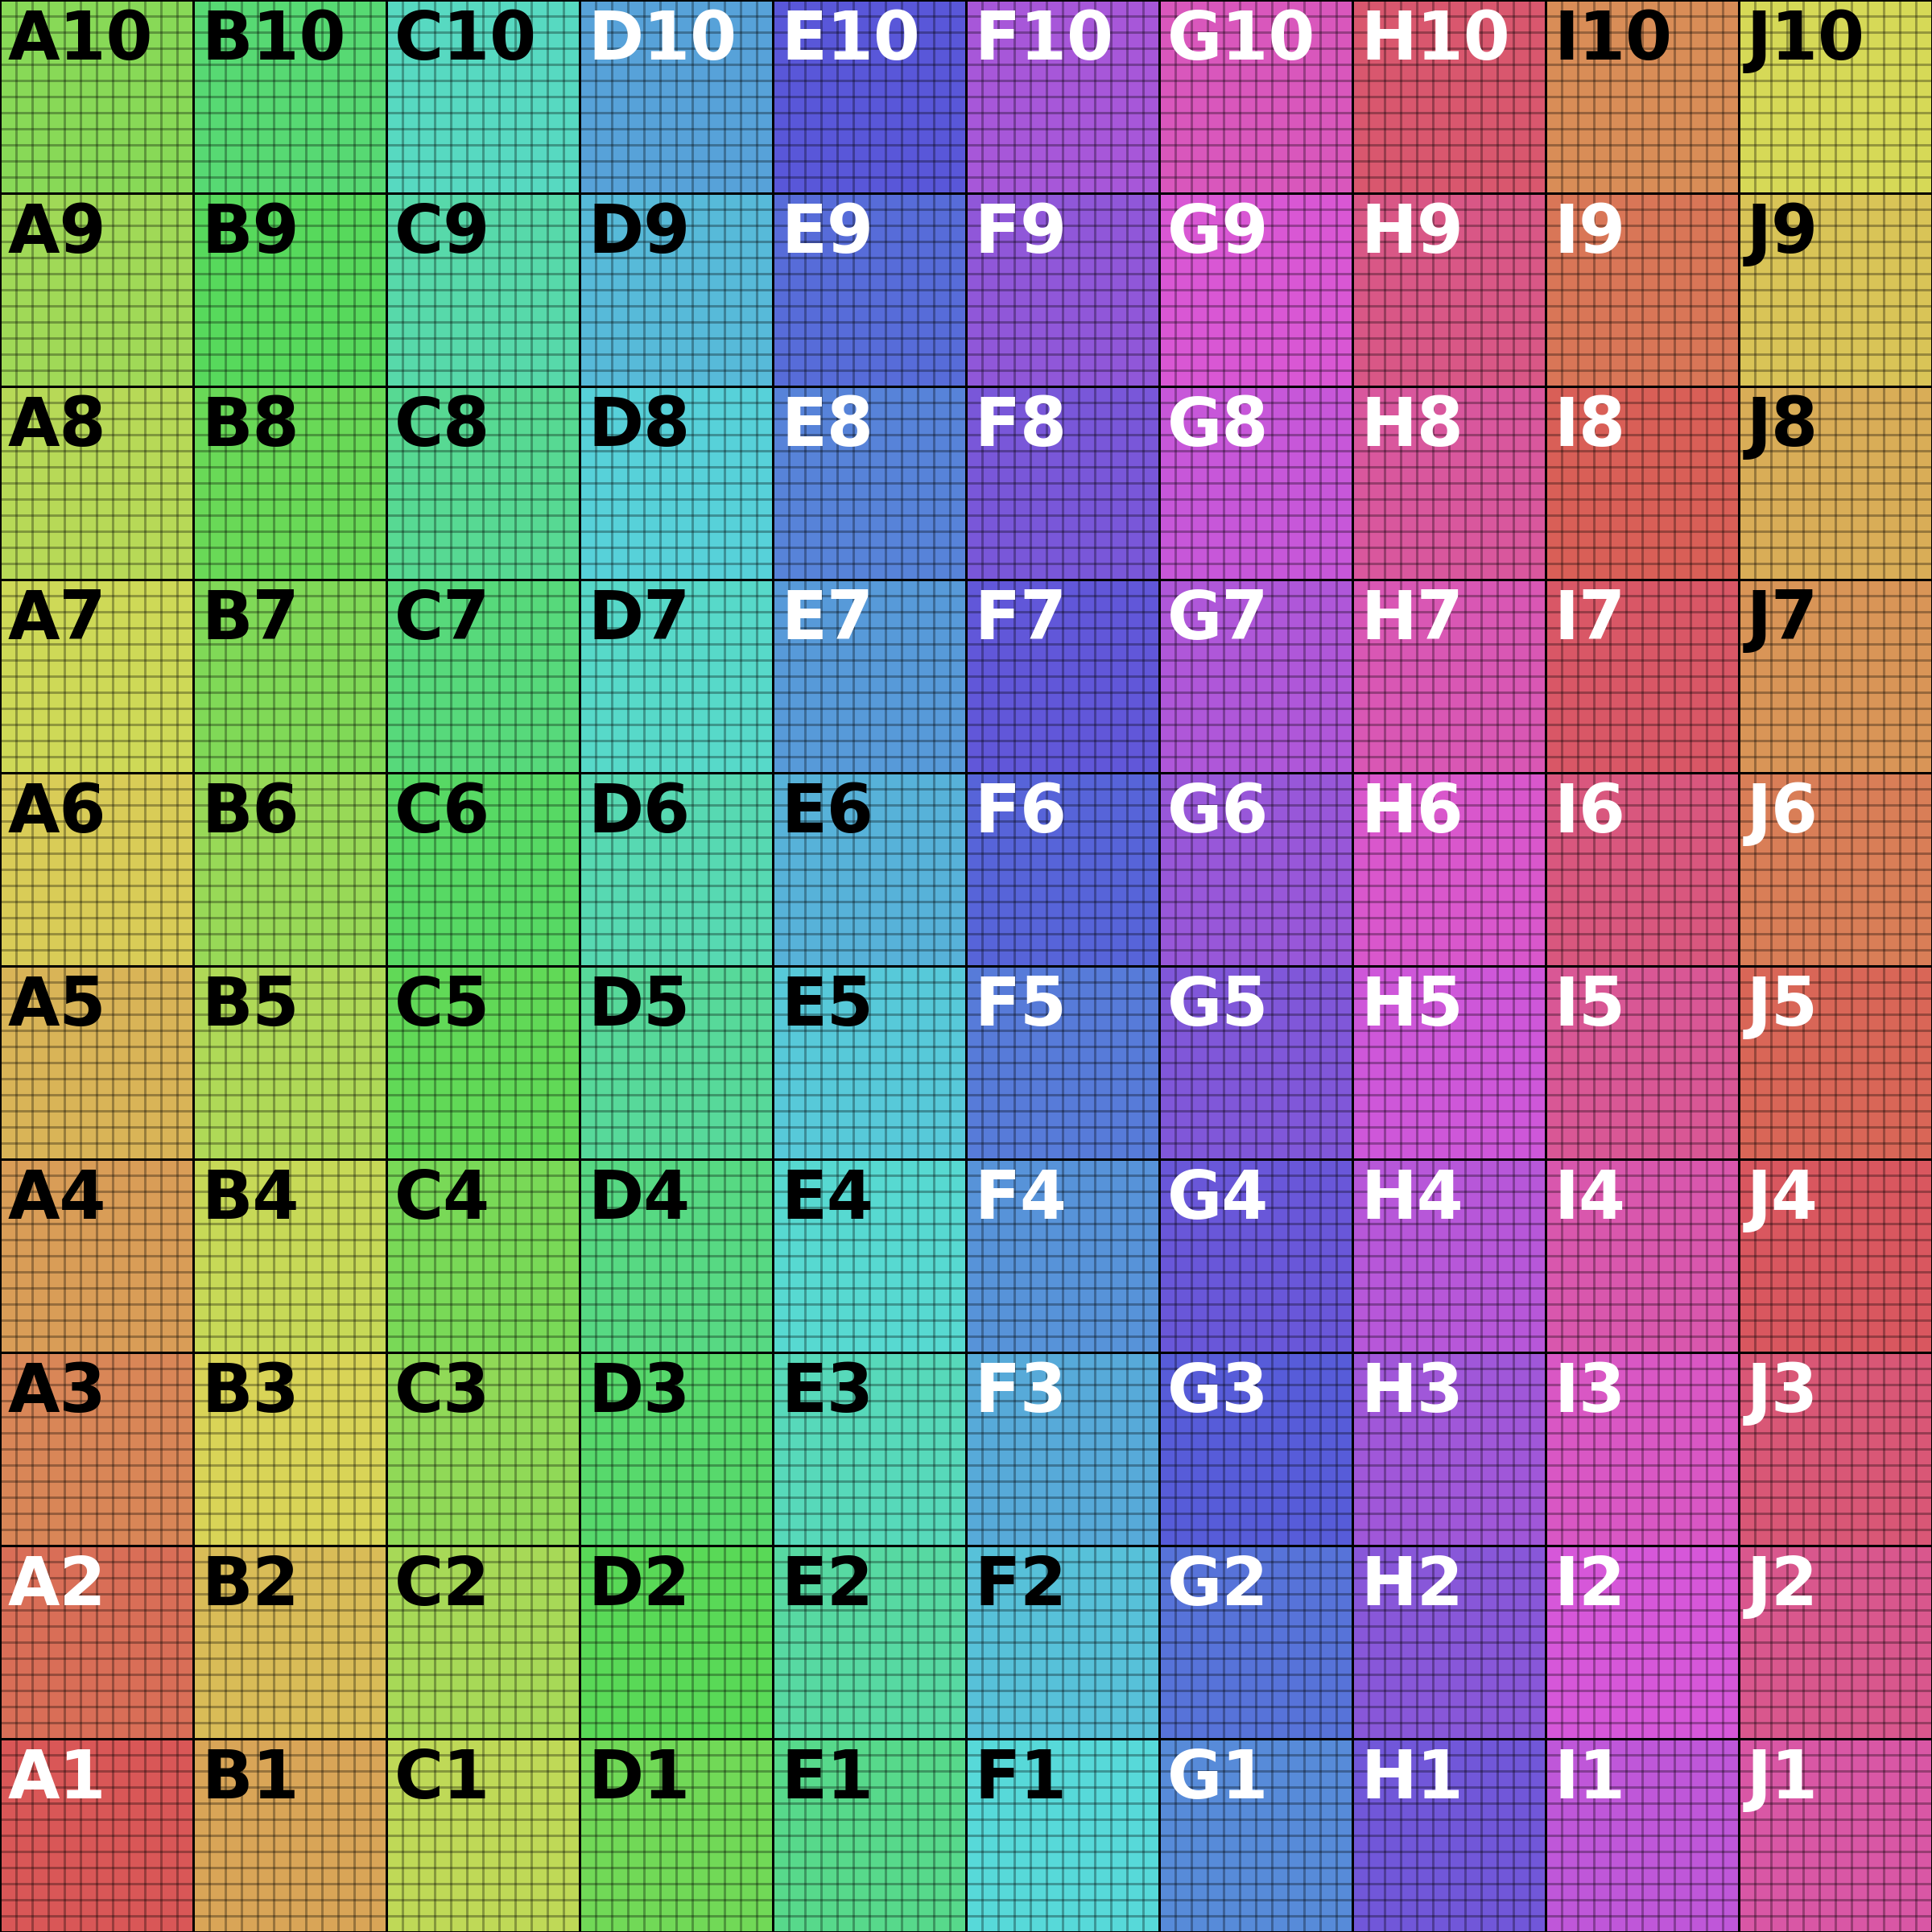 A10 B10 C10 D10 E10 F10 G10 H10 I10 J10
A9 B9 C9 D9 E9 F9 G9 H9 I9 J9
A8 B8 C8 D8 E8 F8 G8 H8 I8 J8
A7 B7 C7 D7 E7 F7 G7 H7 I7 J7
A6 B6 C6 D6 E6 F6 G6 H6 I6 J6
A5 B5 C5 D5 E5 F5 G5 H5 I5 J5
A4 B4 C4 D4 E4 F4 G4 H4 I4 J4
A3 B3 C3 D3 E3 F3 G3 H3 I3 J3
A2 B2 C2 D2 E2 F2 G2 H2 I2 J2
A1 B1 C1 D1 E1 F1 G1 H1 I1 J1